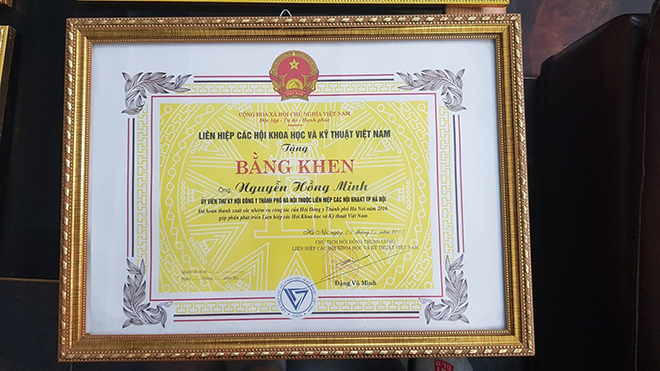 CỘNG HÒA XÃ HỘI CHỦ NGHĨA VIỆT NAM
Độc lập - Tự do - Hạnh phúc
LIÊN HIỆP CÁC HỘI KHOA HỌC VÀ KỸ THUẬT VIỆT NAM
Tặng
BẰNG KHEN
Ông Nguyễn Hồng Minh
ỦY VIÊN THƯ KÝ HỘI ĐÔNG Y THÀNH PHỐ HÀ NỘI THUỘC LIÊN HIỆP CÁC HỘI KH&KT TP HÀ NỘI
Đã hoàn thành xuất sắc nhiệm vụ công tác của Hội Đông y Thành phố Hà Nội năm 2016
góp phần phát triển Liên hiệp các Hội Khoa học và Kỹ thuật Việt Nam
Hà Nội, ngày tháng năm
CHỦ TỊCH HỘI ĐỒNG TRUNG ƯƠNG
LIÊN HIỆP CÁC HỘI KHOA HỌC VÀ KỸ THUẬT VIỆT NAM
Đặng Vũ Minh